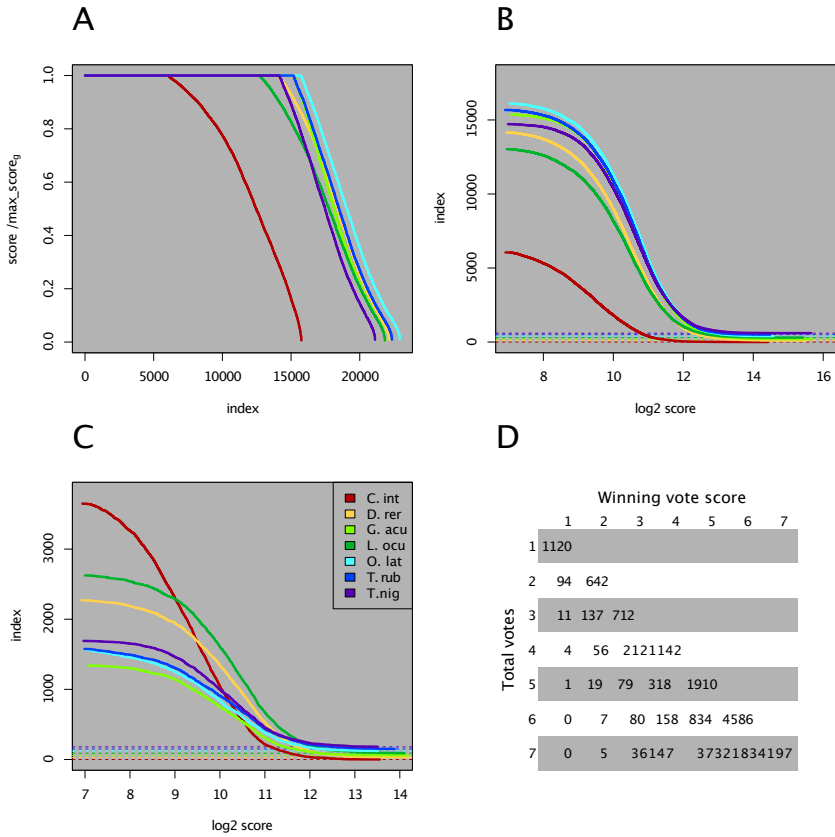 A
score /max_score_g
0.0 0.2 0.4 0.6 0.8 1.0
0 5000 10000 15000 20000
index
B
index
0 5000 10000 15000
8 10 12 14 16
log2 score
C
index
0 1000 2000 3000
C. int
D. rer
G. acu
L. ocu
O. lat
T. rub
T.nig
7 8 9 10 11 12 13 14
log2 score
D
Winning vote score
1 2 3 4 5 6 7
Total votes
1 1120
2 94 642
3 11 137 712
4 4 56 2121142
5 1 19 79 318 1910
6 0 7 80 158 834 4586
7 0 5 36147 37321834197